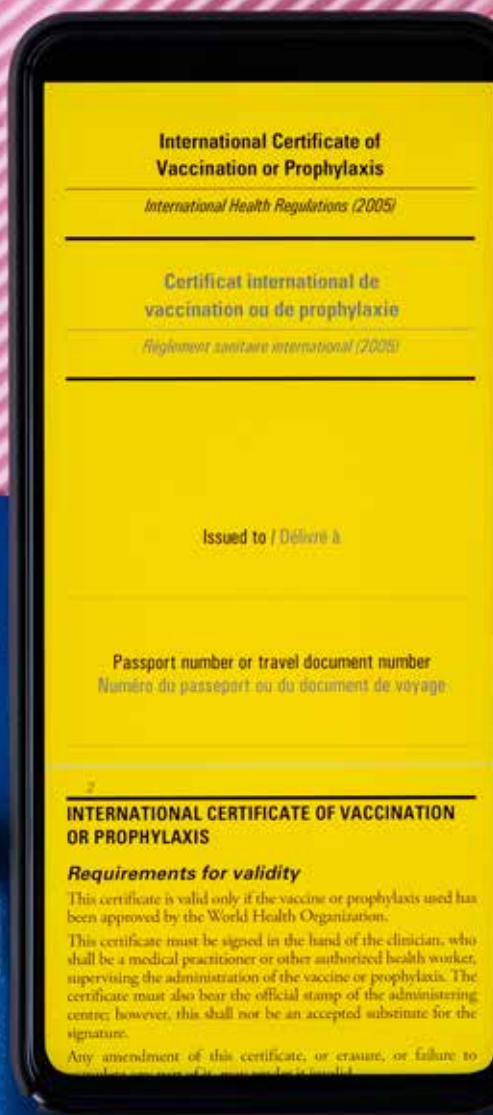 International Certificate of
Vaccination or Prophylaxis
International Health Regulations (2005)
Certificat international de
vaccination ou de prophylaxie
Règlement sanitaire international (2005)
Issued to / Délivré à
Passport number or travel document number
Numéro du passeport ou du document de voyage
2
INTERNATIONAL CERTIFICATE OF VACCINATION
OR PROPHYLAXIS
Requirements for validity
This certificate is valid only if the vaccine or prophylaxis used has
been approved by the World Health Organization.
This certificate must be signed in the hand of the clinician, who
shall be a medical practitioner or other authorized health worker,
supervising the administration of the vaccine or prophylaxis. The
certificate must also bear the official stamp of the administering
centre; however, this shall not be an accepted substitute for the
signature.
Any amendment of this certificate, or erasure, or failure to